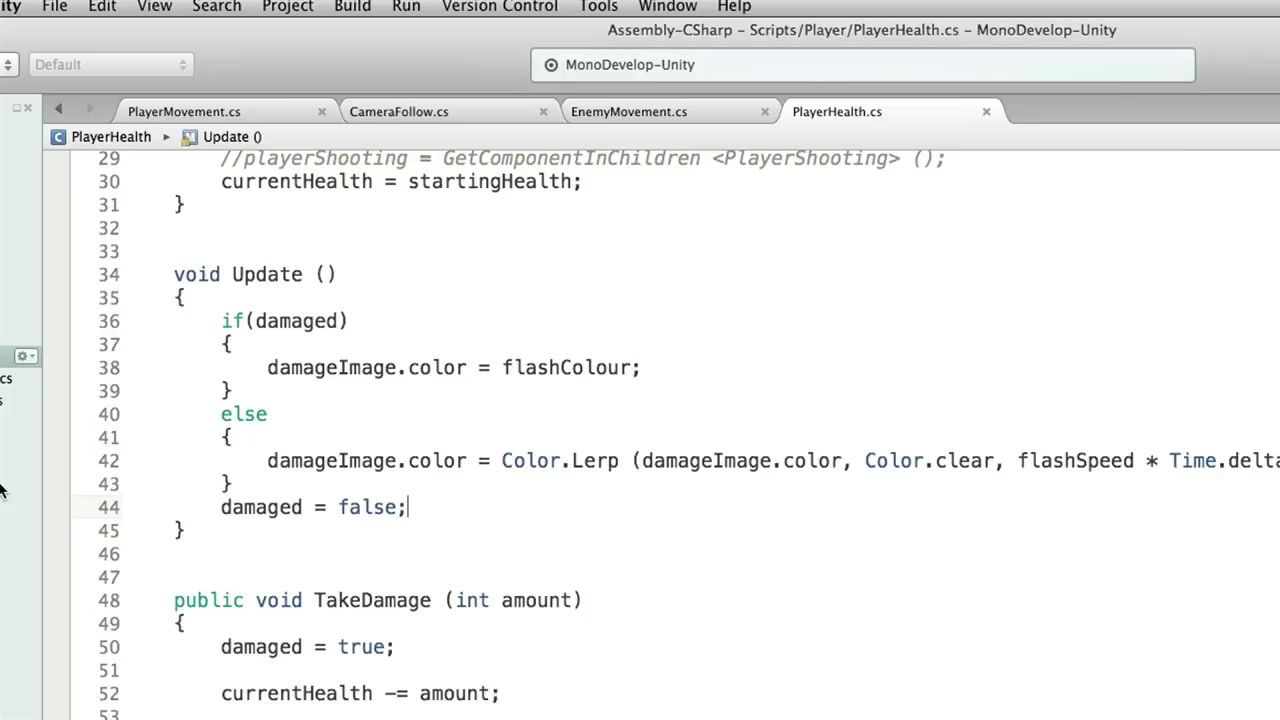 ity File Edit View Search Project Build Run Version Control Tools Window Help
Assembly-CSharp – Scripts/Player/PlayerHealth.cs – MonoDevelop-Unity
Default
MonoDevelop-Unity
PlayerMovement.cs CameraFollow.cs EnemyMovement.cs PlayerHealth.cs
PlayerHealth Update ()
29 //playerShooting = GetComponentInChildren <PlayerShooting> ();
30 currentHealth = startingHealth;
31 }
32
33
34 void Update ()
35 {
36 if(damaged)
37 {
38 damageImage.color = flashColour;
39 }
40 else
41 {
42 damageImage.color = Color.Lerp (damageImage.color, Color.clear, flashSpeed * Time.delta
43 }
44 damaged = false;
45 }
46
47
48 public void TakeDamage (int amount)
49 {
50 damaged = true;
51
52 currentHealth -= amount;
53
cs
s